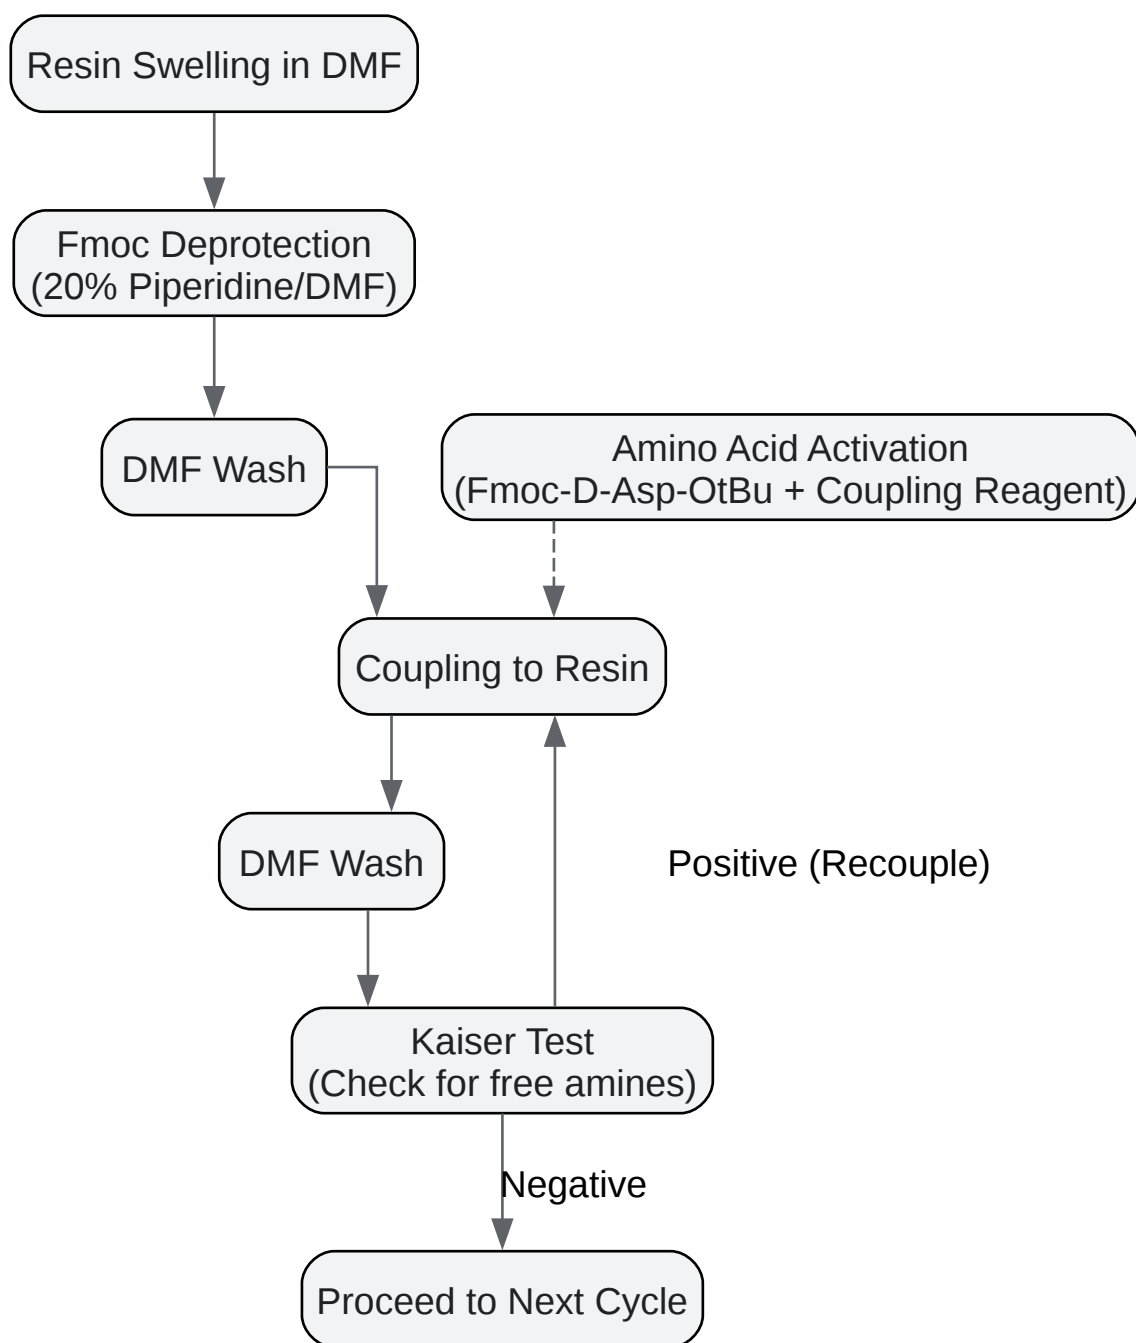 Resin Swelling in DMF
Fmoc Deprotection
(20% Piperidine/DMF)
DMF Wash
Amino Acid Activation
(Fmoc-D-Asp-OtBu + Coupling Reagent)
Coupling to Resin
DMF Wash
Positive (Recouple)
Kaiser Test
(Check for free amines)
Negative
Proceed to Next Cycle